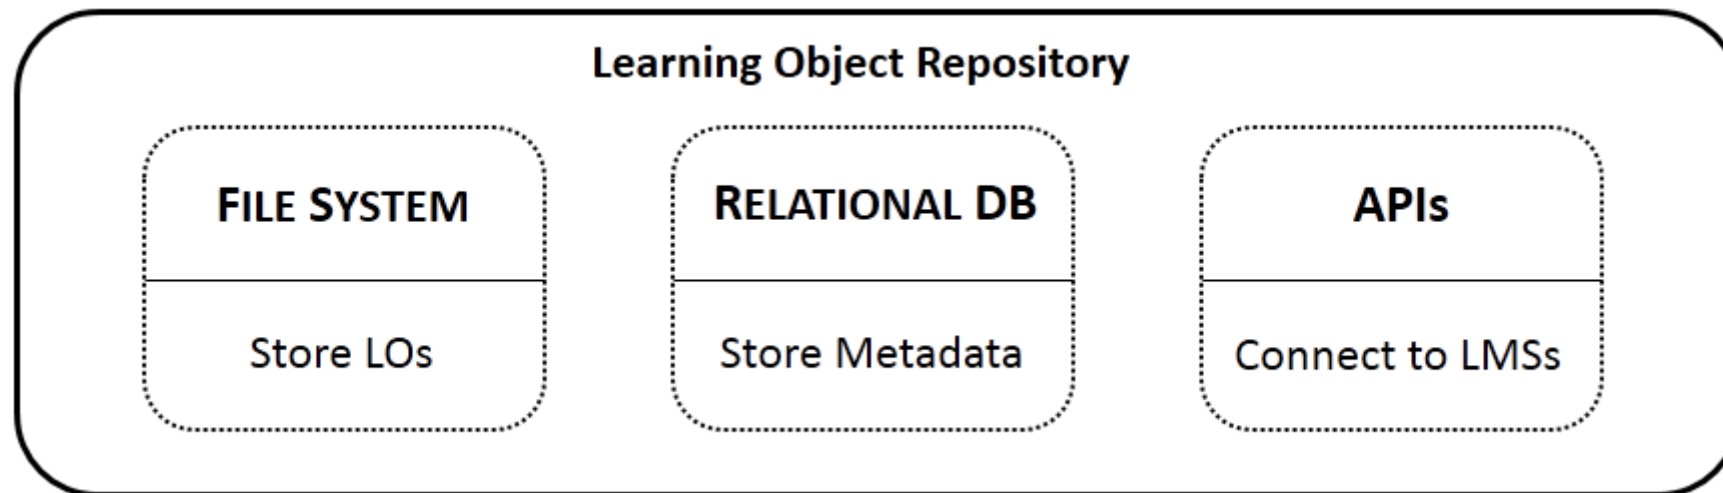 Learning Object Repository
FILE SYSTEM
RELATIONAL DB
APIs
Store LOs
Store Metadata
Connect to LMSs